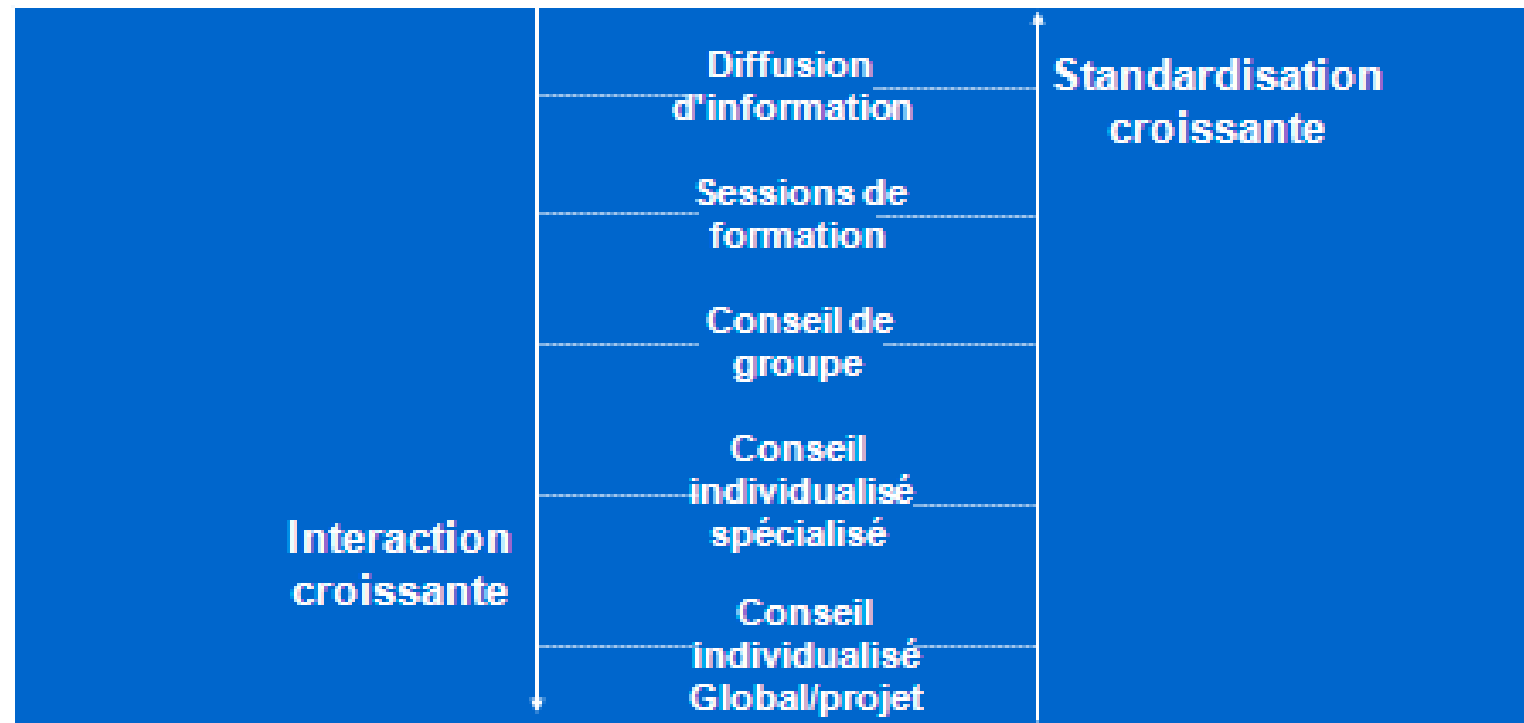 Diffusion
d'information
Standardisation
croissante
Sessions de
formation
Conseil de
groupe
Conseil
individualisé
spécialisé
Interaction
croissante
Conseil
individualisé
Global/projet